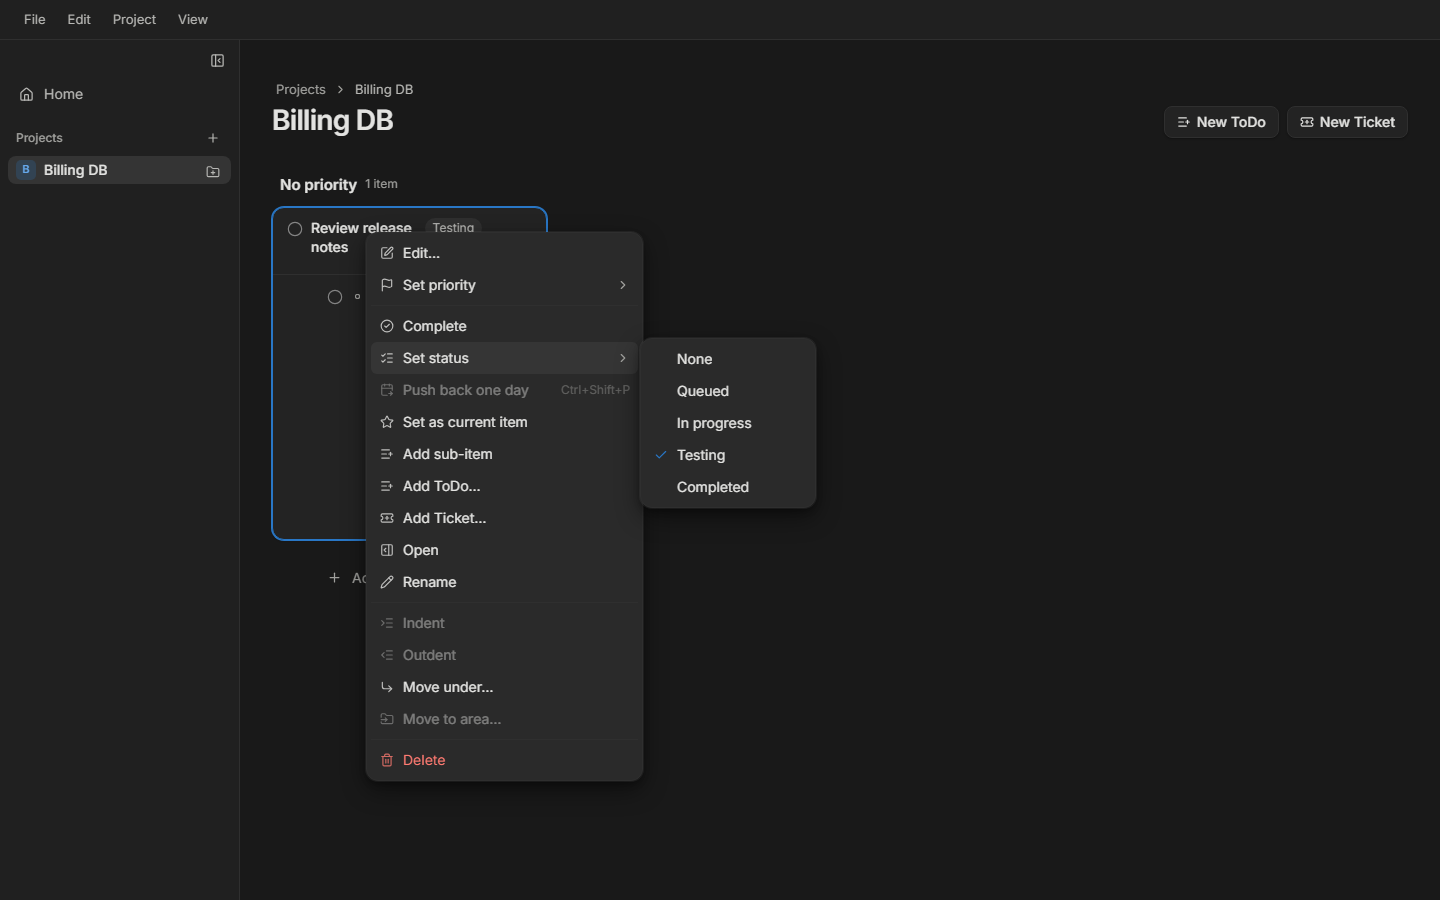 File Edit Project View
Home
Projects
B Billing DB
Projects > Billing DB
Billing DB
New ToDo
New Ticket
No priority 1 item
Review release notes
Testing
Edit...
Set priority
Complete
Set status
Push back one day Ctrl+Shift+P
Set as current item
Add sub-item
Add ToDo...
Add Ticket...
Open
Rename
Indent
Outdent
Move under...
Move to area...
Delete
None
Queued
In progress
Testing
Completed